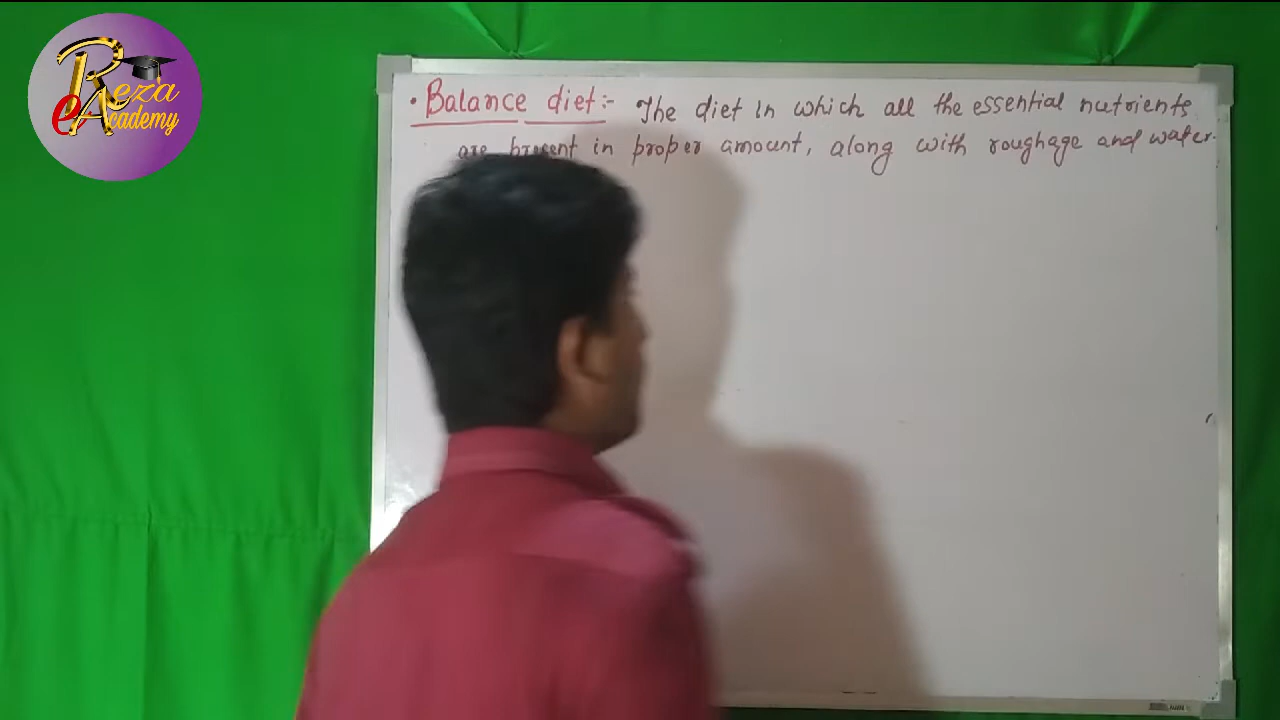 Reza
eAcademy
• Balance diet:- The diet in which all the essential nutrients
are present in proper amount, along with roughage and water.